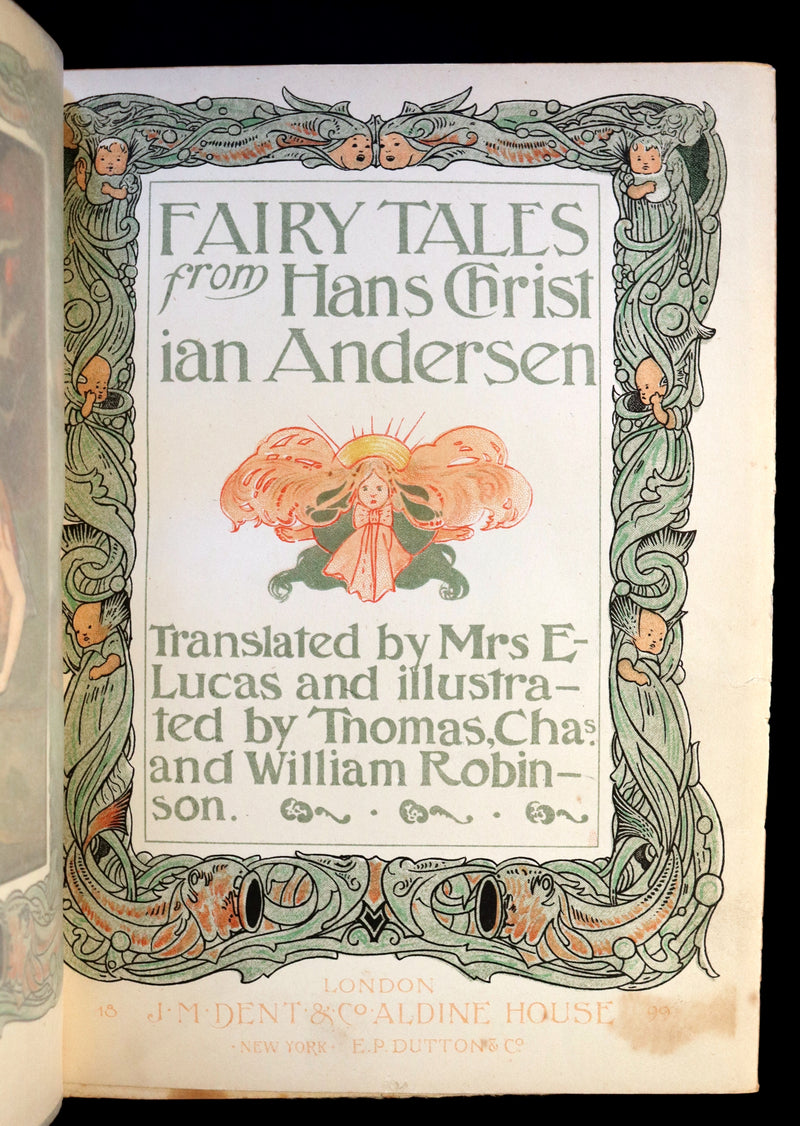 FAIRY TALES
from Hans Christ
ian Andersen
Translated by Mrs E-
Lucas and illustra-
ted by Thomas, Chas.
and William Robin-
son.
LONDON
18 J·M·DENT·&·Co·ALDINE HOUSE 99
·NEW YORK· E.P.DUTTON & Co